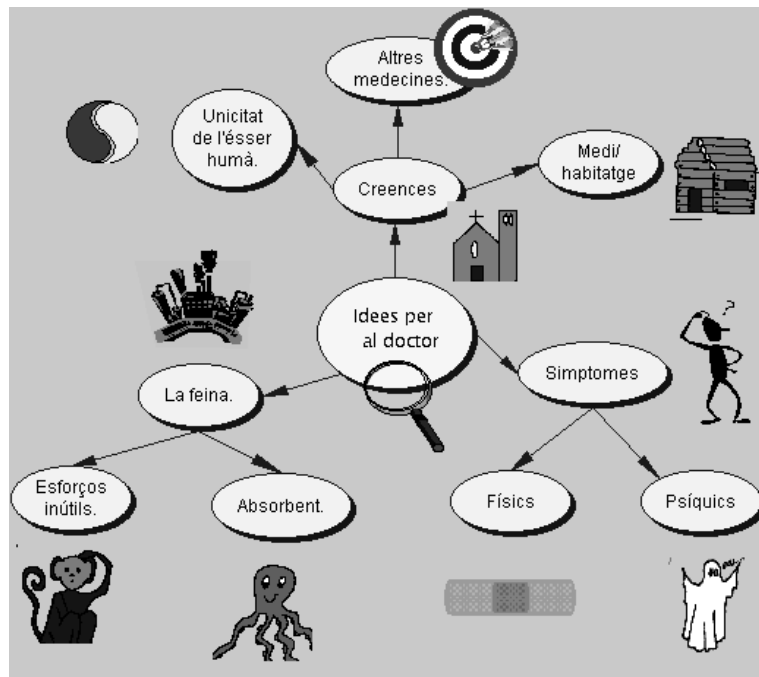 Altres
medecines.
Unicitat
de l'ésser
humà.
Medi/
habitatge
Creences
Idees per
al doctor
Simptomes
La feina.
Esforços
inútils.
Absorbent.
Físics
Psíquics
?